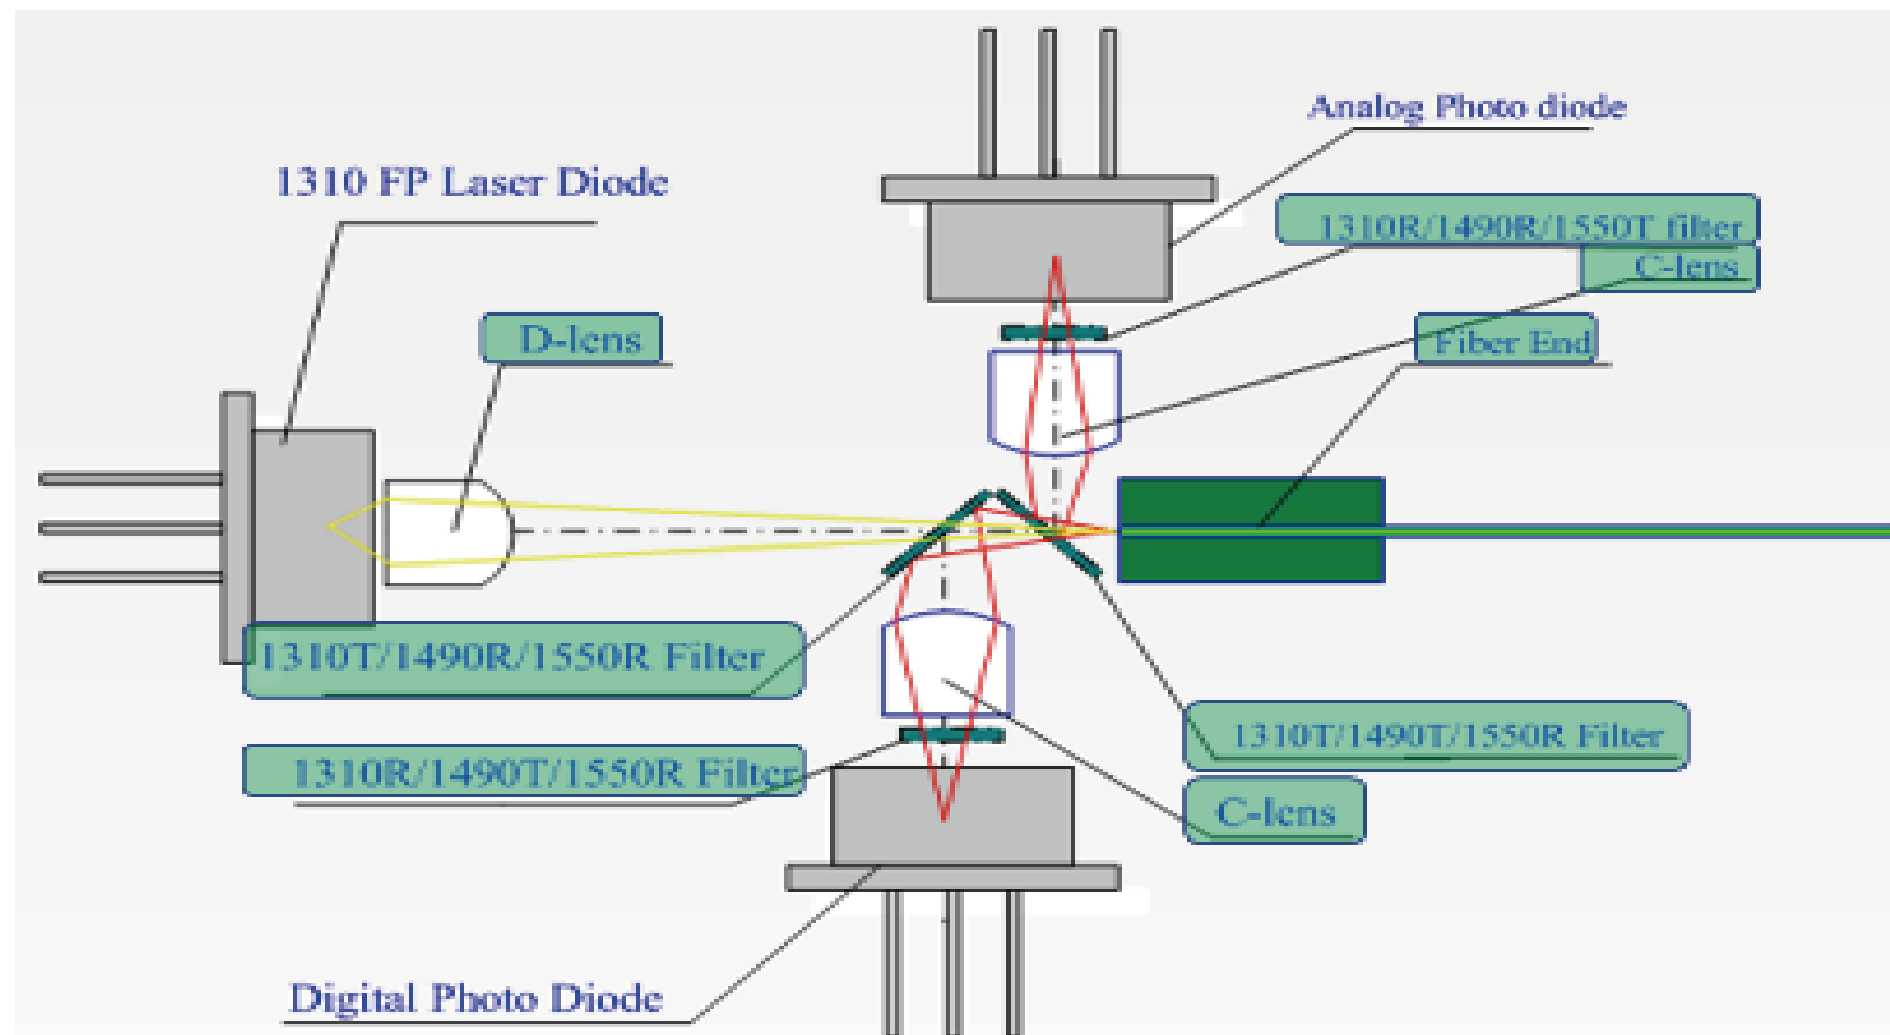 Analog Photo diode
1310 FP Laser Diode
1310R/1490R/1550T filter
C-lens
D-lens
Fiber End
1310T/1490R/1550R Filter
1310T/1490T/1550R Filter
1310R/1490T/1550R Filter
C-lens
Digital Photo Diode